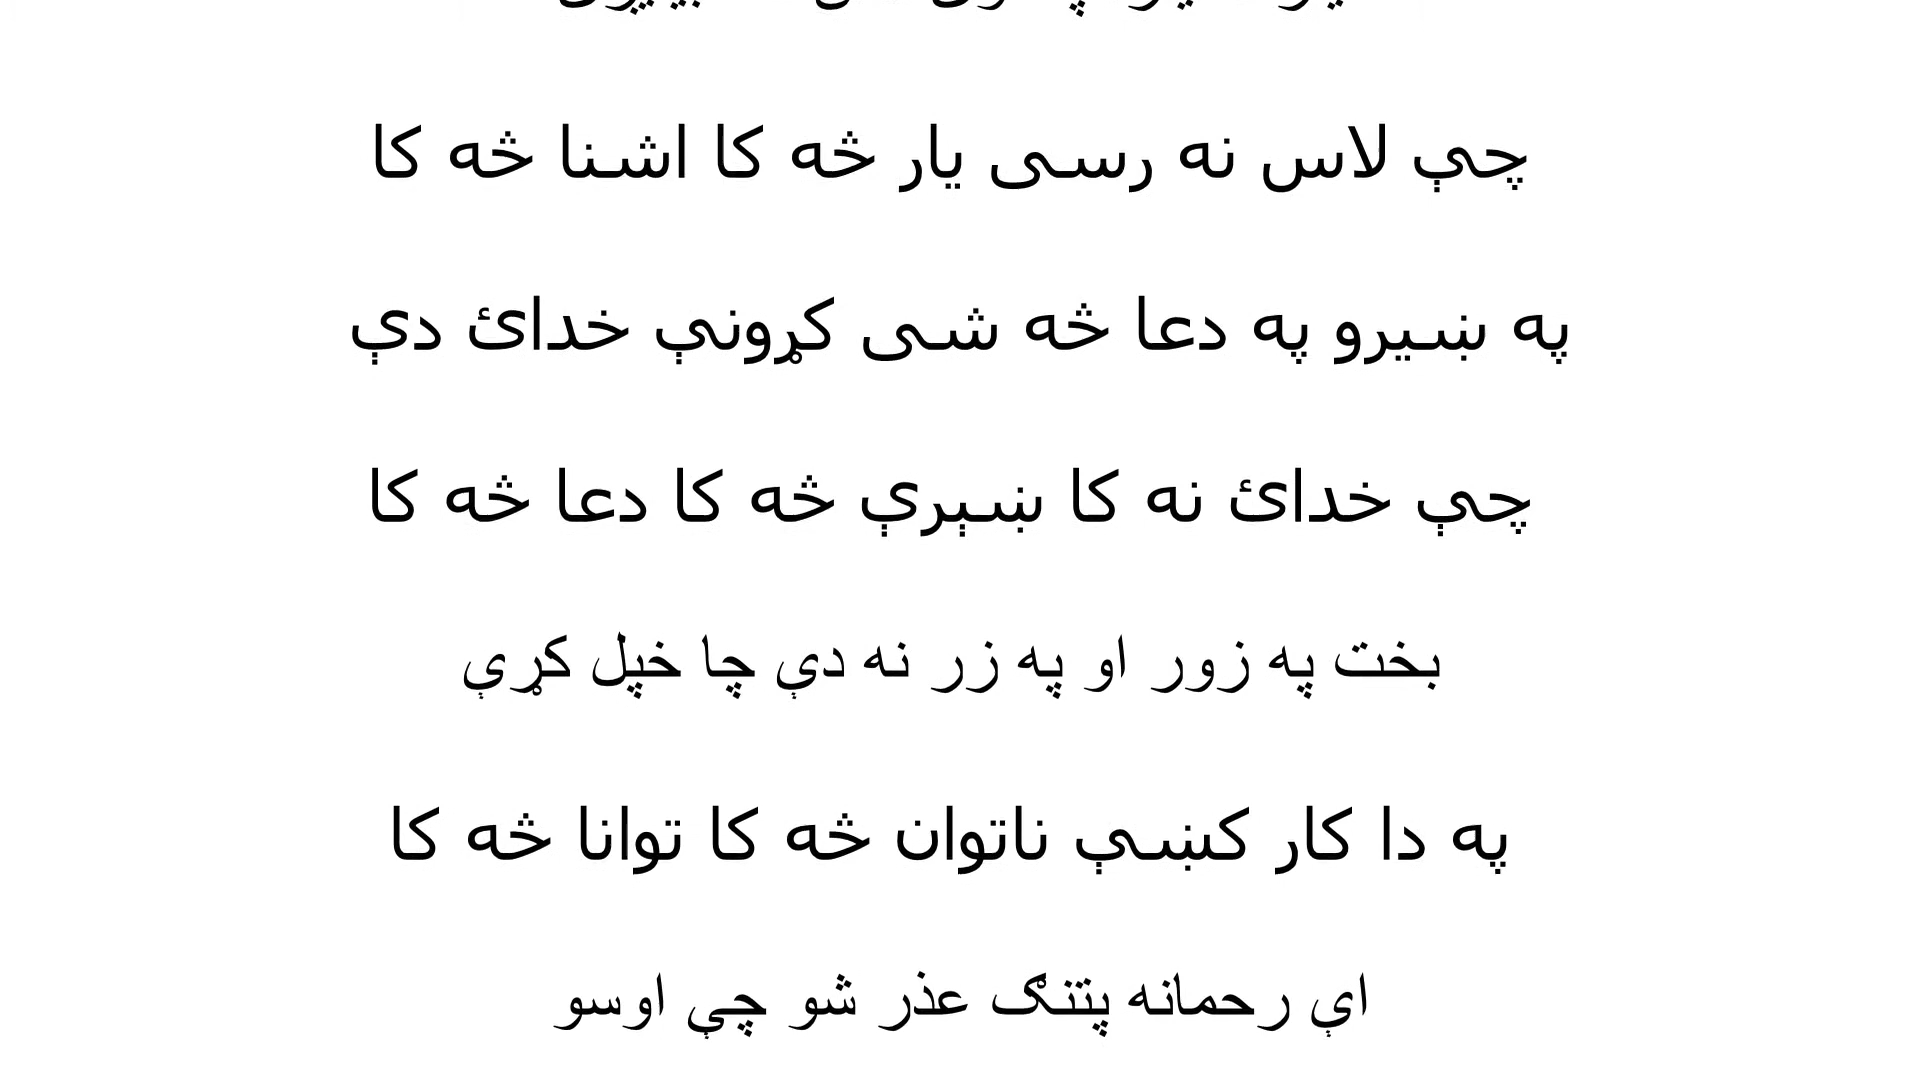 چې لاس نه رسی یار څه کا اشنا څه کا
په ښیرو په دعا څه شی کړونې خدائ دې
چې خدائ نه کا ښېرې څه کا دعا څه کا
بخت په زور او په زر نه دې چا خپل کړې
په دا کار کښې ناتوان څه کا توانا څه کا
اې رحمانه پتنګ عذر شو چې اوسو